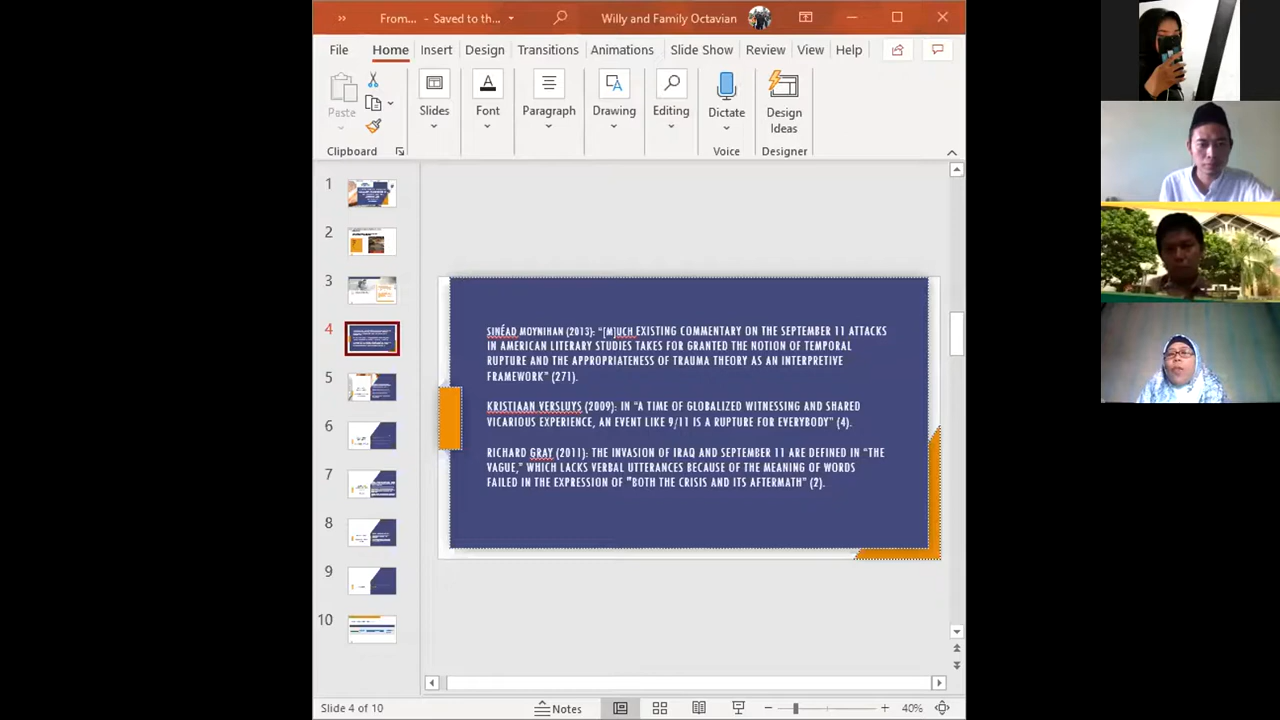 From... - Saved to th...
Willy and Family Octavian
File Home Insert Design Transitions Animations Slide Show Review View Help
Paste
Slides
Font
Paragraph
Drawing
Editing
Dictate
Design
Ideas
Clipboard
Voice
Designer
1
2
3
4
5
6
7
8
9
10
SINÉAD MOYNIHAN (2013): “[M]UCH EXISTING COMMENTARY ON THE SEPTEMBER 11 ATTACKS
IN AMERICAN LITERARY STUDIES TAKES FOR GRANTED THE NOTION OF TEMPORAL
RUPTURE AND THE APPROPRIATENESS OF TRAUMA THEORY AS AN INTERPRETIVE
FRAMEWORK” (271).
KRISTIAAN VERSLUYS (2009): IN “A TIME OF GLOBALIZED WITNESSING AND SHARED
VICARIOUS EXPERIENCE, AN EVENT LIKE 9/11 IS A RUPTURE FOR EVERYBODY” (4).
RICHARD GRAY (2011): THE INVASION OF IRAQ AND SEPTEMBER 11 ARE DEFINED IN “THE
VAGUE,” WHICH LACKS VERBAL UTTERANCES BECAUSE OF THE MEANING OF WORDS
FAILED IN THE EXPRESSION OF "BOTH THE CRISIS AND ITS AFTERMATH” (2).
Slide 4 of 10
Notes
40%